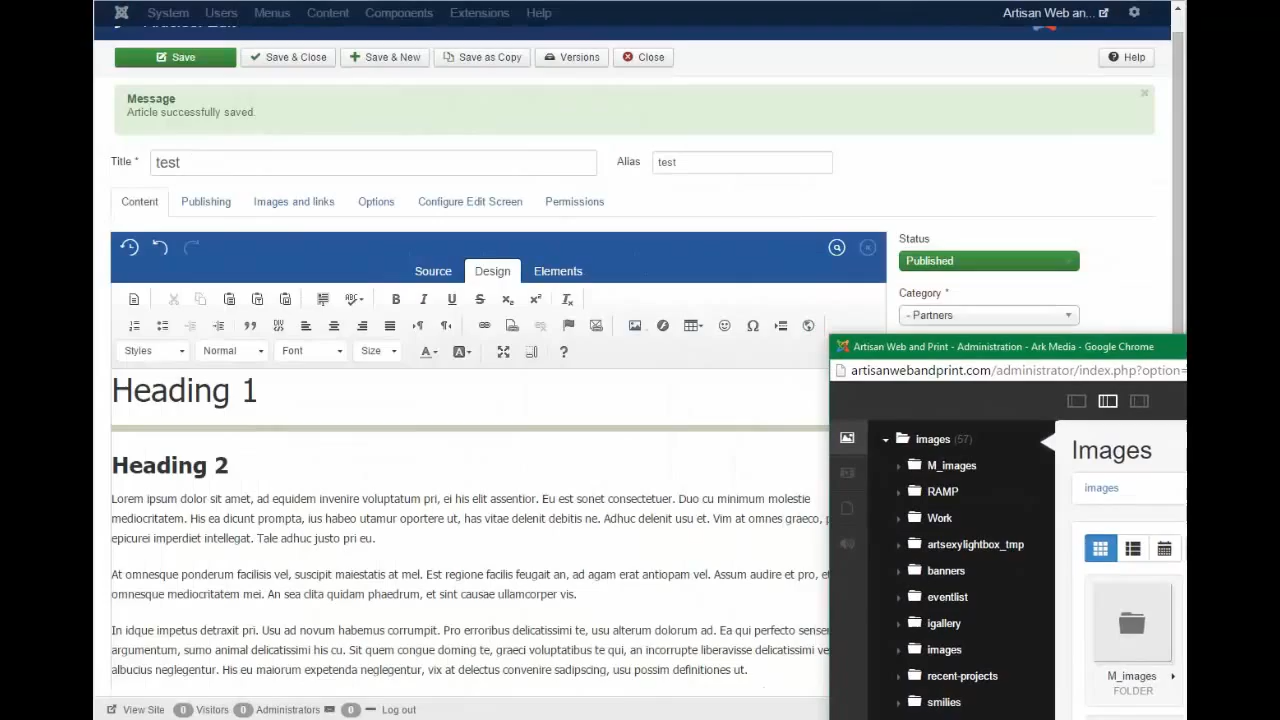 System Users Menus Content Components Extensions Help Artisan Web an...
Save Save & Close Save & New Save as Copy Versions Close Help
Message
Article successfully saved.
Title * test Alias test
Content Publishing Images and links Options Configure Edit Screen Permissions
Status
Source Design Elements
Published
Category *
- Partners
Styles Normal Font Size
Artisan Web and Print - Administration - Ark Media - Google Chrome
artisanwebandprint.com/administrator/index.php?option=
Heading 1
images (57)
Images
Heading 2
M_images
images
Lorem ipsum dolor sit amet, ad equidem invenire voluptatum pri, ei his elit assentior. Eu est sonet consectetuer. Duo cu minimum molestie
RAMP
mediocritatem. His ea dicunt prompta, ius habeo utamur oportere ut, has vitae delenit debitis ne. Adhuc delenit usu et. Vim at omnes graeco, p
Work
epicurei imperdiet intellegat. Tale adhuc justo pri eu.
artsexylightbox_tmp
At omnesque ponderum facilisis vel, suscipit maiestatis at mel. Est regione facilis feugait an, ad agam erat antiopam vel. Assum audire et pro, et
banners
omnesque mediocritatem mei. An sea clita quidam phaedrum, et sint causae ullamcorper vis.
eventlist
In idque impetus detraxit pri. Usu ad novum habemus corrumpit. Pro erroribus delicatissimi te, usu alterum dolorum ad. Ea qui perfecto senser
igallery
argumentum, sumo animal delicatissimi his cu. Sit quem congue doming te, graeci voluptatibus te qui, an incorrupte liberavisse delicatissimi ve
images
albucius neglegentur. His eu maiorum expetenda neglegentur, vix at delectus convenire sadipscing, usu possim definitiones ut.
recent-projects
M_images
FOLDER
smilies
View Site 0 Visitors 0 Administrators 0 Log out